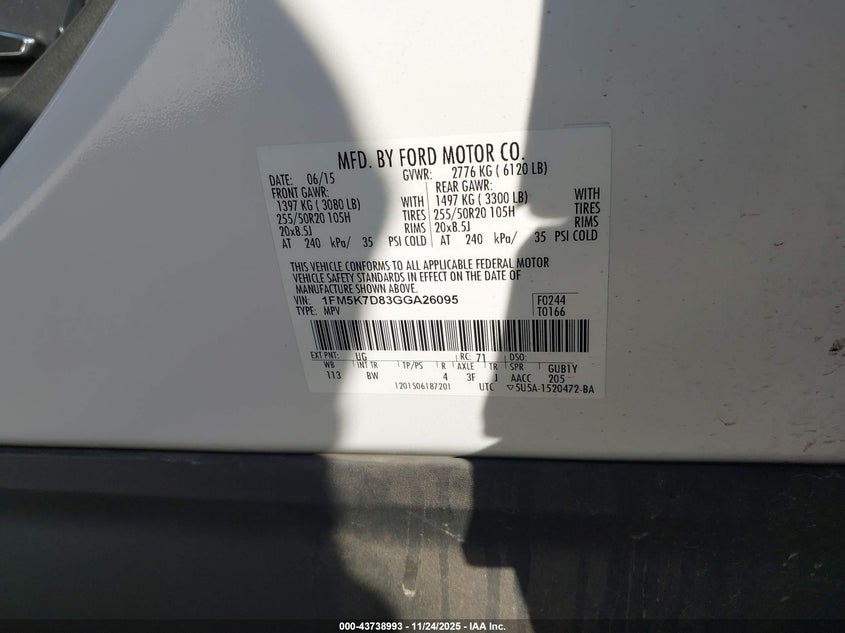 MFD. BY FORD MOTOR CO.
DATE: 06/15 GVWR: 2776 KG ( 6120 LB)
FRONT GAWR: REAR GAWR:
1397 KG ( 3080 LB) 1497 KG ( 3300 LB) WITH
255/50R20 105H 255/50R20 105H TIRES
20x8.5J 20x8.5J RIMS
AT 240 kPa/ 35 PSI COLD AT 240 kPa/ 35 PSI COLD
THIS VEHICLE CONFORMS TO ALL APPLICABLE FEDERAL MOTOR
VEHICLE SAFETY STANDARDS IN EFFECT ON THE DATE OF
MANUFACTURE SHOWN ABOVE.
VIN: 1FM5K7D83GGA26095 F0244
TYPE: MPV T0166
EXT PNT: UG RC: 71 DSO:
WB INT TR TP/PS R AXLE TR SPR GUB1Y
113 BW 4 3F J AACC 205
1201506187201 UTC ▽5U5A-1520472-BA
000-43738993 - 11/24/2025 - IAA Inc.